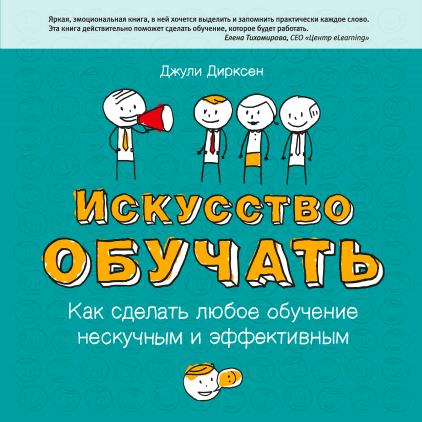 Яркая, эмоциональная книга, в ней хочется выделить и запомнить практически каждое слово.
Эта книга действительно поможет сделать обучение, которое будет работать.
Елена Тихомирова, CEO «Центр eLearning»
Джули Дирксен
Искусство
ОБУЧАТЬ
Как сделать любое обучение
нескучным и эффективным